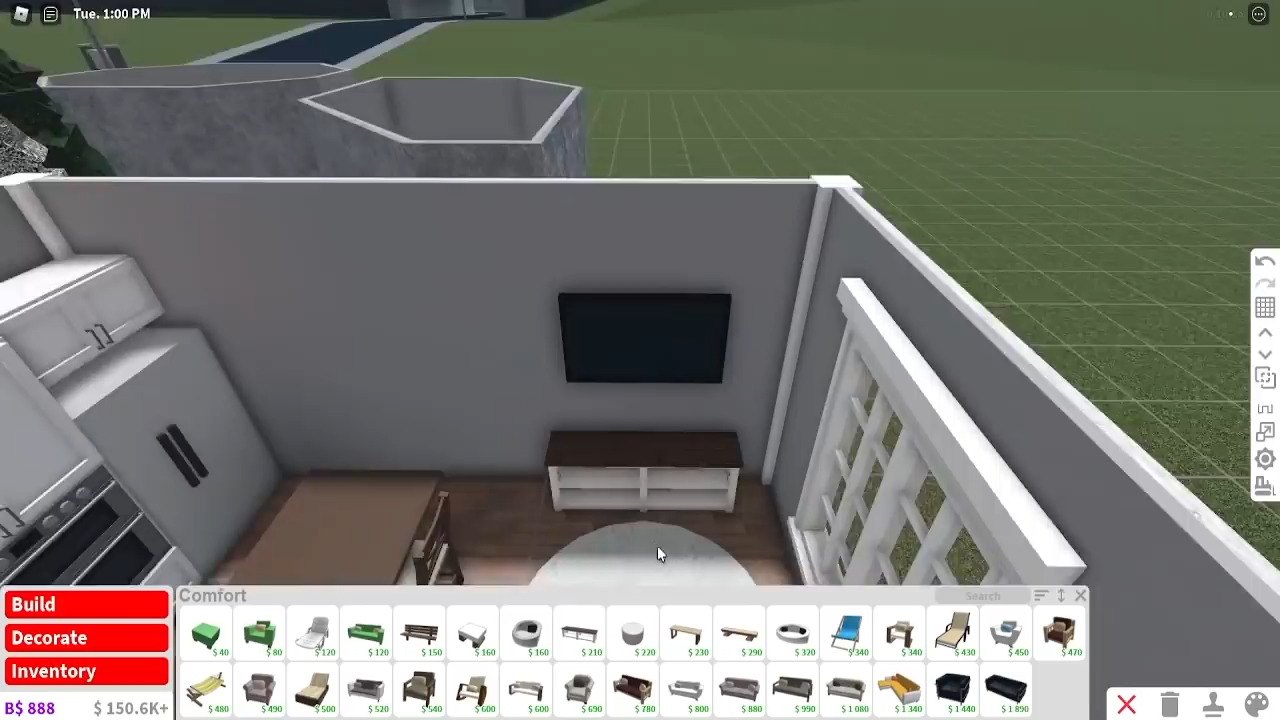 Tue. 1:00 PM
Comfort
Search
Build
Decorate
Inventory
B$ 888
$ 150.6K+
$ 40
$ 80
$120
$ 120
$ 150
$ 160
$ 160
$ 210
$ 220
$ 230
$ 290
$ 320
$340
$ 340
$ 430
$ 450
$ 470
$ 480
$ 490
$ 500
$ 520
$ 540
$ 600
$ 600
$ 690
$ 780
$ 800
$ 880
$ 990
$ 1 080
$ 1 340
$ 1 440
$ 1 890